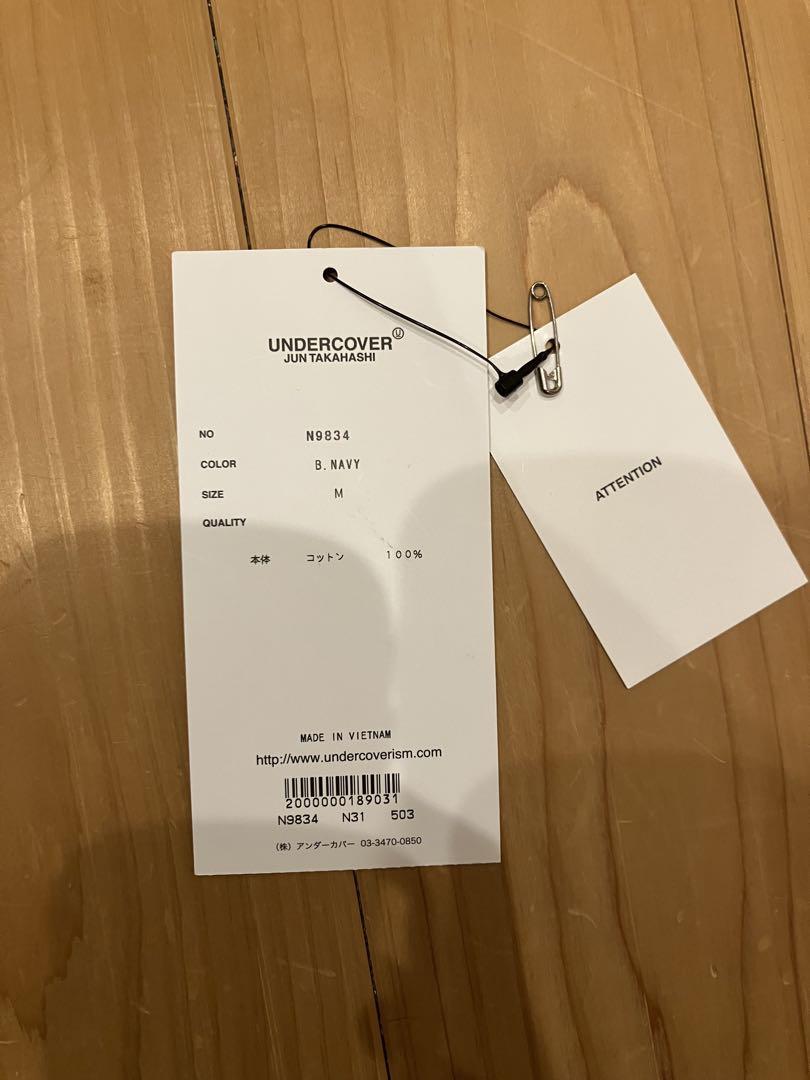 UNDERCOVER Ⓤ
JUN TAKAHASHI
NO N9834
COLOR B.NAVY
SIZE M
QUALITY
本体 コットン 100%
MADE IN VIETNAM
http://www.undercoverism.com
2000000189031
N9834 N31 503
(株) アンダーカバー 03-3470-0850
ATTENTION